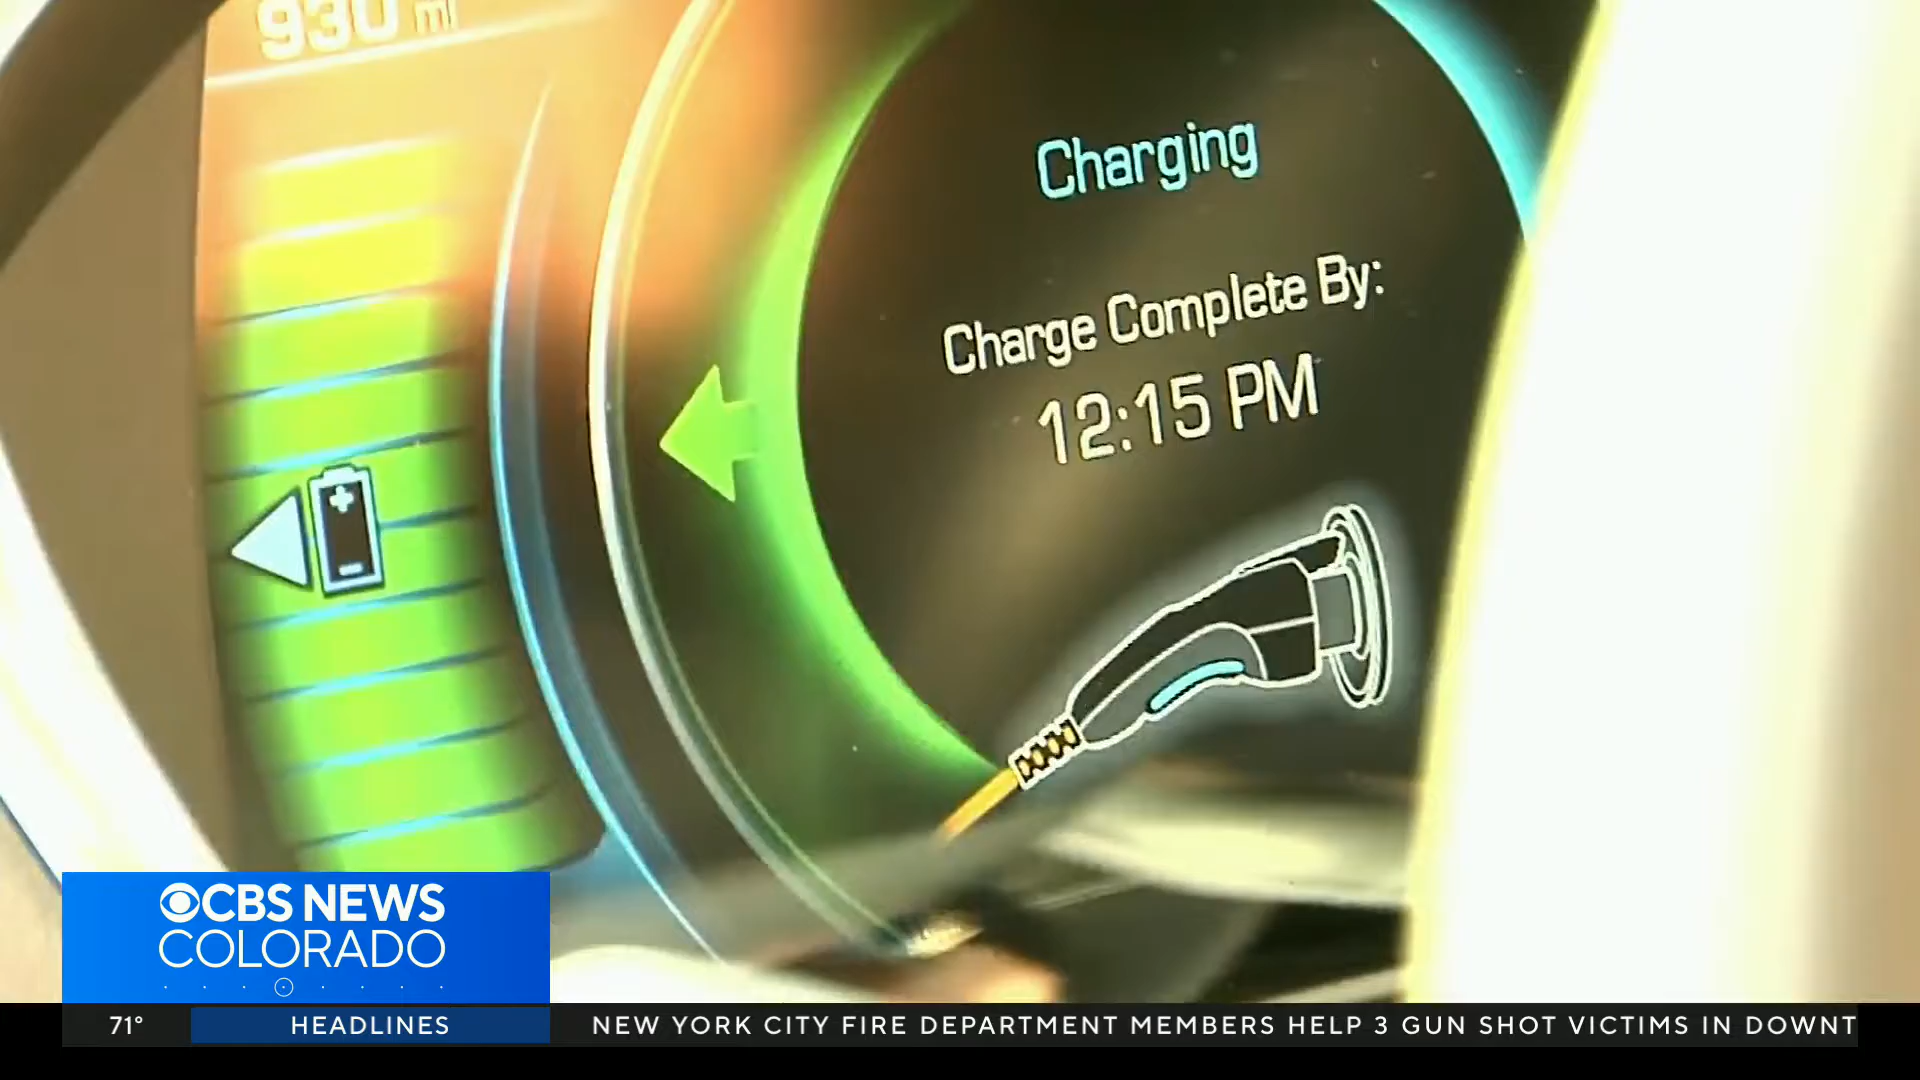 930 mi
Charging
Charge Complete By:
12:15 PM
CBS NEWS
COLORADO
71°
HEADLINES
NEW YORK CITY FIRE DEPARTMENT MEMBERS HELP 3 GUN SHOT VICTIMS IN DOWNT